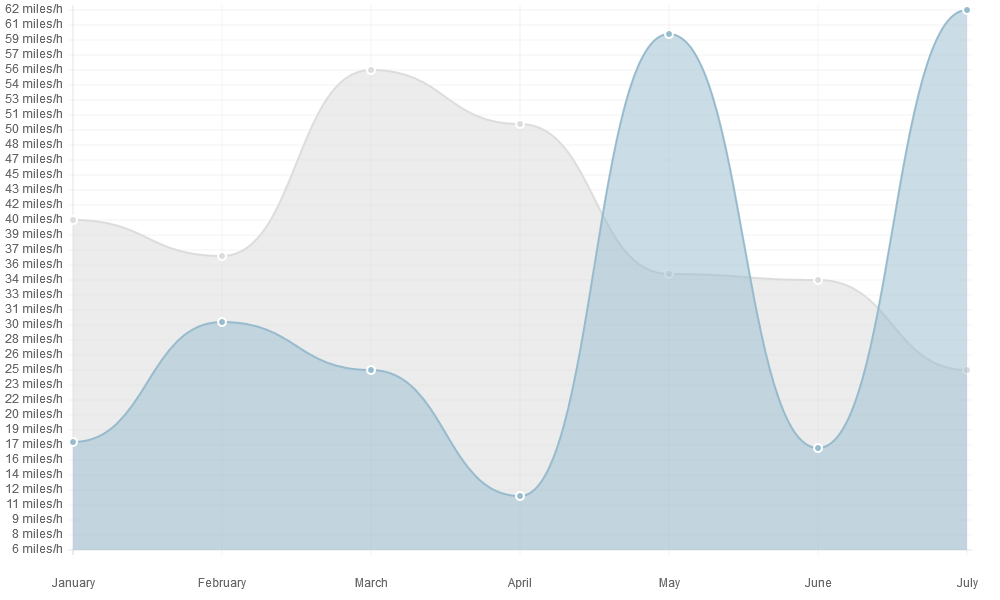 62 miles/h
61 miles/h
59 miles/h
57 miles/h
56 miles/h
54 miles/h
53 miles/h
51 miles/h
50 miles/h
48 miles/h
47 miles/h
45 miles/h
43 miles/h
42 miles/h
40 miles/h
39 miles/h
37 miles/h
36 miles/h
34 miles/h
33 miles/h
31 miles/h
30 miles/h
28 miles/h
26 miles/h
25 miles/h
23 miles/h
22 miles/h
20 miles/h
19 miles/h
17 miles/h
16 miles/h
14 miles/h
12 miles/h
11 miles/h
9 miles/h
8 miles/h
6 miles/h
January February March April May June July